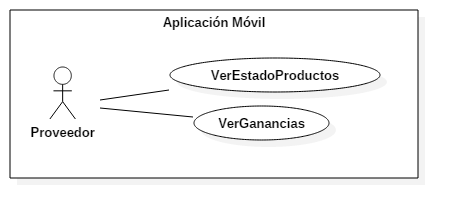 Aplicación Móvil
VerEstadoProductos
VerGanancias
Proveedor